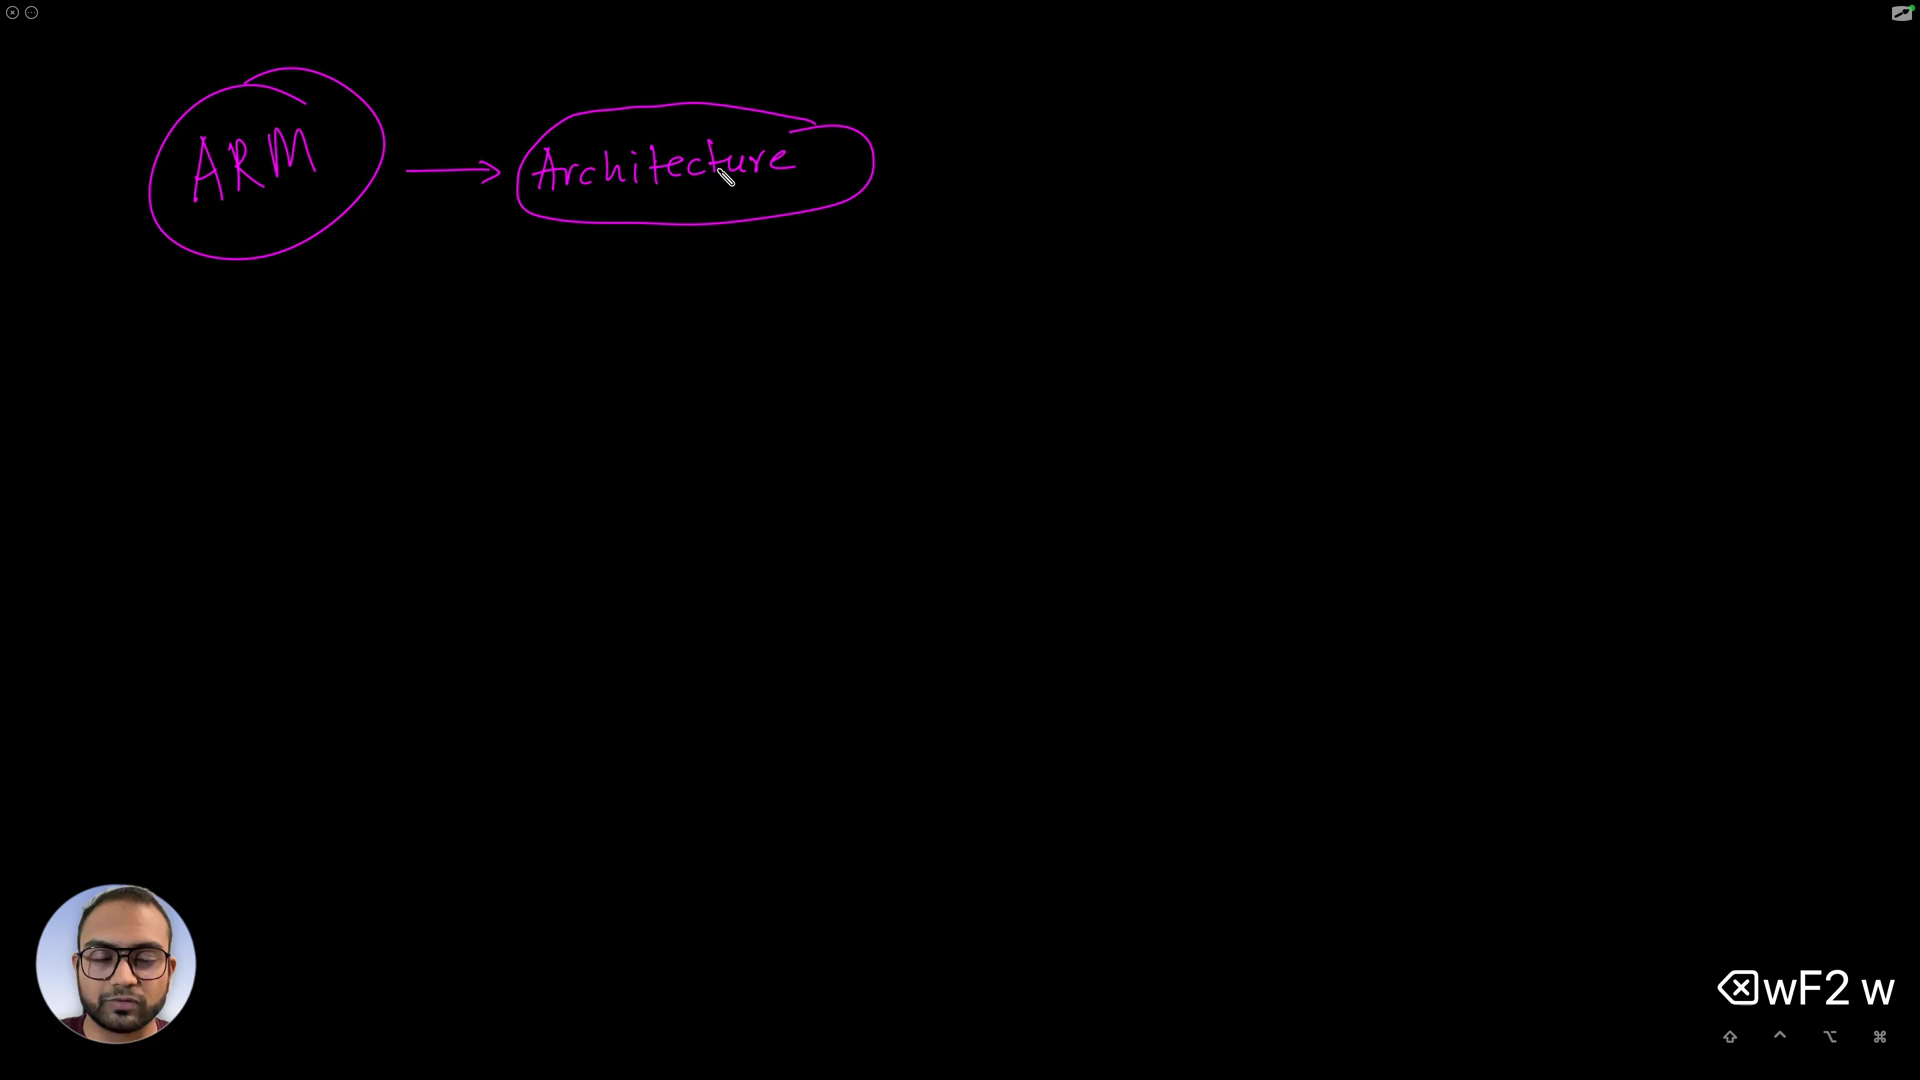 ARM → Architecture
⌫wF2 w
⇧ ^ ⌥ ⌘